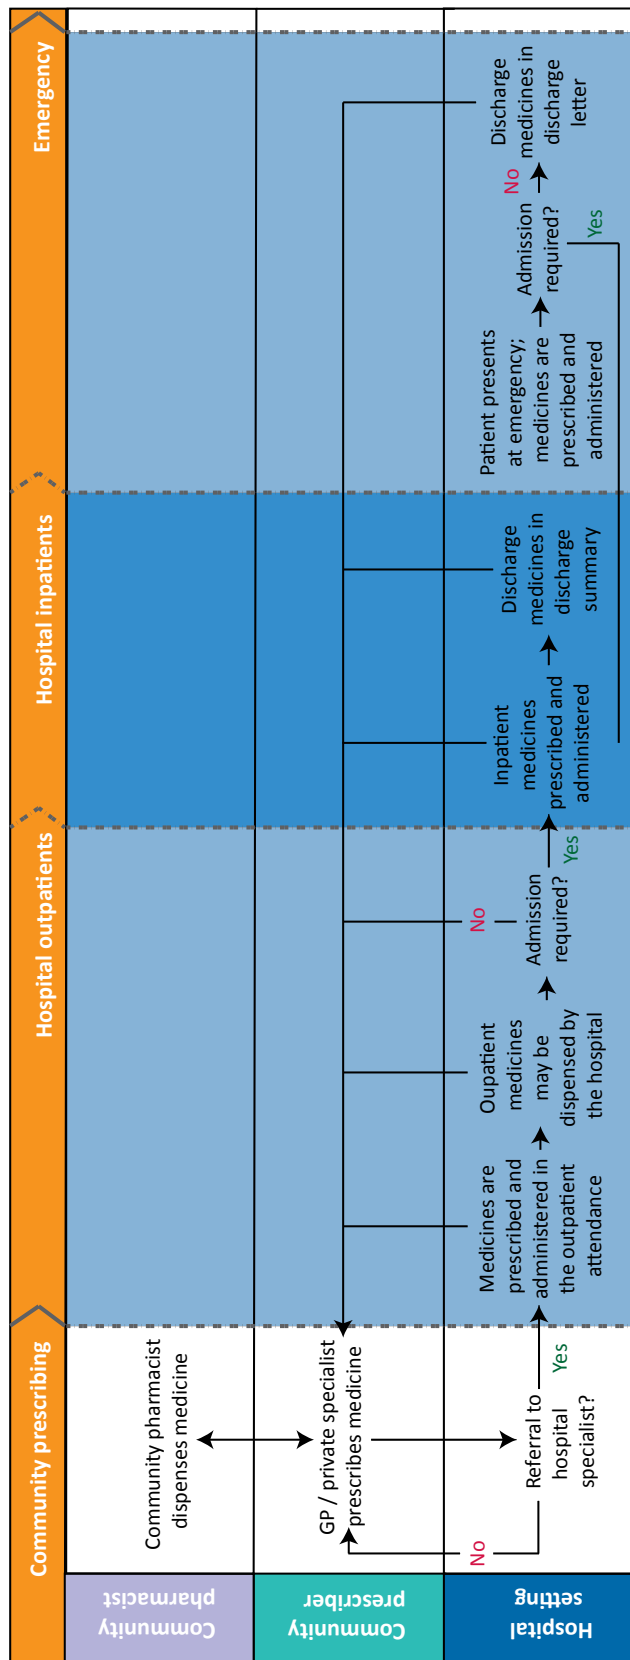 Community prescribing
Hospital outpatients
Hospital inpatients
Emergency
Community
pharmacist
Community pharmacist
dispenses medicine
Community
prescriber
GP / private specialist
prescribes medicine
Hospital
setting
No
Referral to
hospital
specialist?
Yes
Medicines are
prescribed and
administered in
the outpatient
attendance
Oupatient
medicines
may be
dispensed by
the hospital
No
Admission
required?
Yes
Inpatient
medicines
prescribed and
administered
Discharge
medicines in
discharge
summary
Patient presents
at emergency;
medicines are
prescribed and
administered
Admission
required?
Yes
No
Discharge
medicines in
discharge
letter